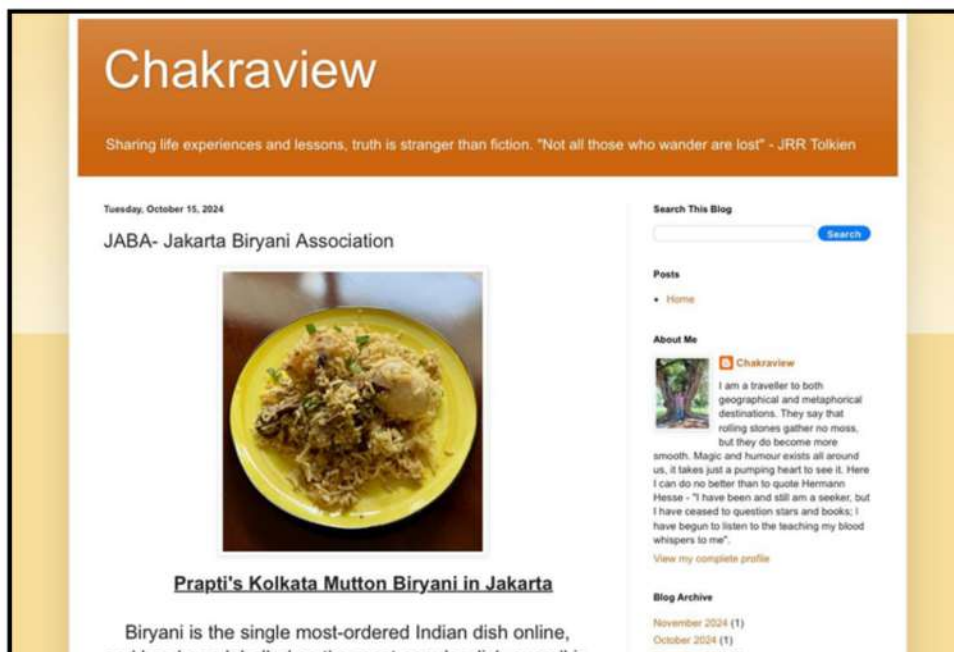 Chakraview
Sharing life experiences and lessons, truth is stranger than fiction. "Not all those who wander are lost" - JRR Tolkien
Tuesday, October 15, 2024
JABA- Jakarta Biryani Association
Prapti's Kolkata Mutton Biryani in Jakarta
Biryani is the single most-ordered Indian dish online,
Search This Blog
Search
Posts
Home
About Me
Chakraview
I am a traveller to both
geographical and metaphorical
destinations. They say that
rolling stones gather no moss,
but they do become more
smooth. Magic and humour exists all around
us, it takes just a pumping heart to see it. Here
I can do no better than to quote Hermann
Hesse - "I have been and still am a seeker, but
I have ceased to question stars and books; I
have begun to listen to the teaching my blood
whispers to me".
View my complete profile
Blog Archive
November 2024 (1)
October 2024 (1)